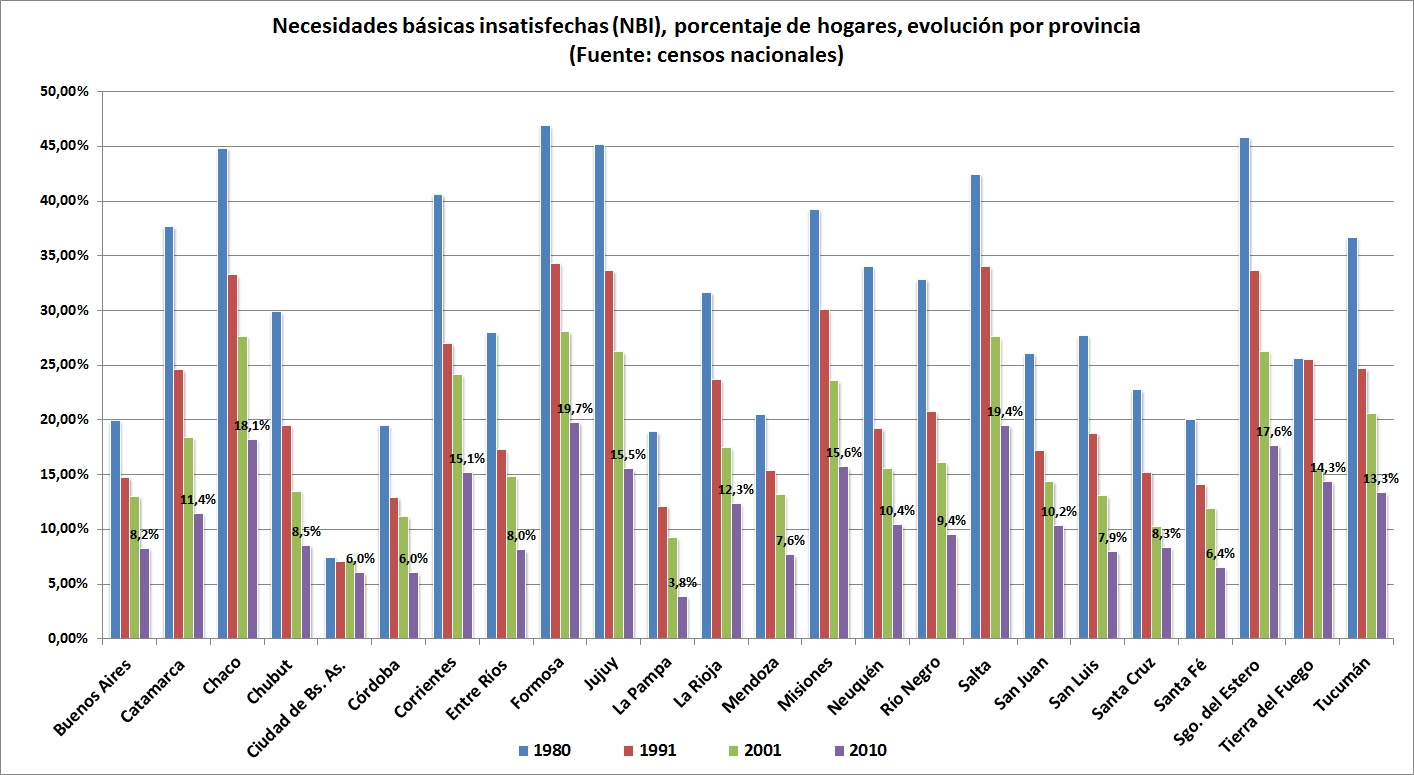 Necesidades básicas insatisfechas (NBI), porcentaje de hogares, evolución por provincia
(Fuente: censos nacionales)
50,00%
45,00%
40,00%
35,00%
30,00%
25,00%
20,00%
15,00%
10,00%
5,00%
0,00%
8,2%
11,4%
18,1%
8,5%
6,0%
6,0%
15,1%
8,0%
19,7%
15,5%
3,8%
12,3%
7,6%
15,6%
10,4%
9,4%
19,4%
10,2%
7,9%
8,3%
6,4%
17,6%
14,3%
13,3%
Buenos Aires
Catamarca
Chaco
Chubut
Ciudad de Bs. As.
Córdoba
Corrientes
Entre Ríos
Formosa
Jujuy
La Pampa
La Rioja
Mendoza
Misiones
Neuquén
Río Negro
Salta
San Juan
San Luis
Santa Cruz
Santa Fé
Sgo. del Estero
Tierra del Fuego
Tucumán
1980
1991
2001
2010